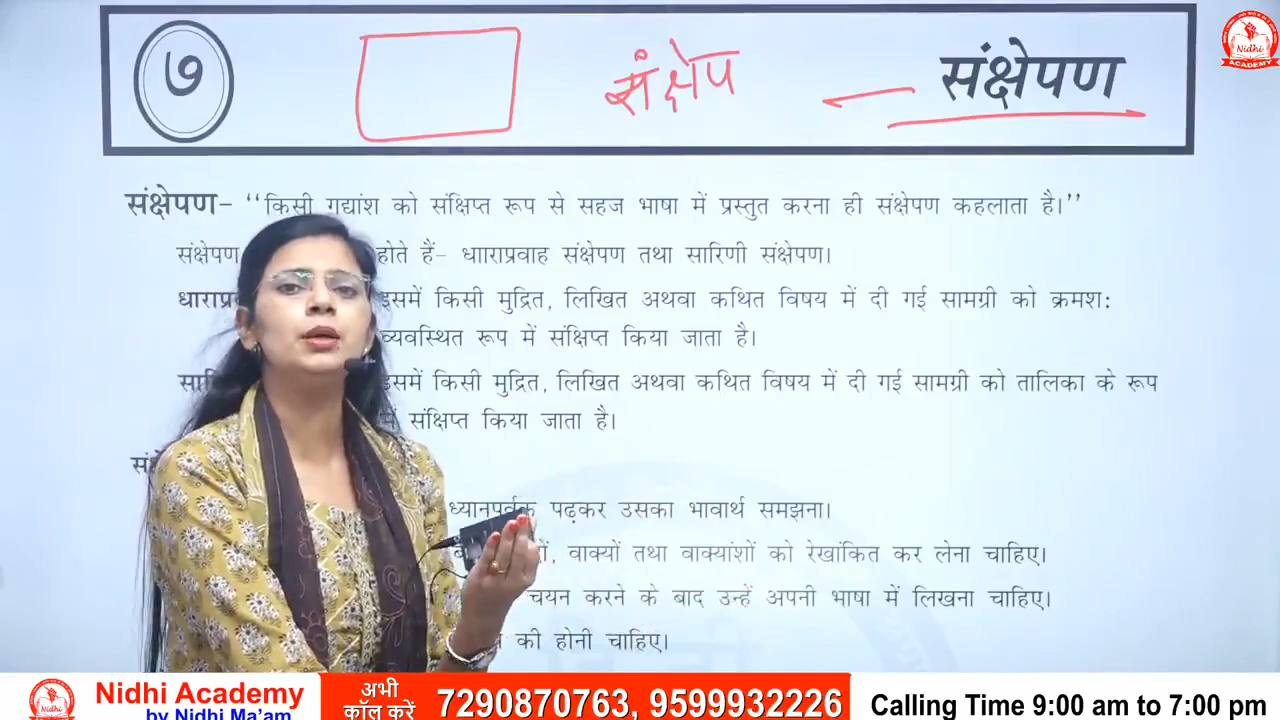 ७ संक्षेप संक्षेपण
Nidhi
ACADEMY
संक्षेपण– ‘‘किसी गद्यांश को संक्षिप्त रूप से सहज भाषा में प्रस्तुत करना ही संक्षेपण कहलाता है।’’
संक्षेपण होते हैं– धााराप्रवाह संक्षेपण तथा सारिणी संक्षेपण।
इसमें किसी मुद्रित, लिखित अथवा कथित विषय में दी गई सामग्री को क्रमश:
व्यवस्थित रूप में संक्षिप्त किया जाता है।
इसमें किसी मुद्रित, लिखित अथवा कथित विषय में दी गई सामग्री को तालिका के रूप
में संक्षिप्त किया जाता है।
ध्यानपूर्वक पढ़कर उसका भावार्थ समझना।
वाक्यों तथा वाक्यांशों को रेखांकित कर लेना चाहिए।
चयन करने के बाद उन्हें अपनी भाषा में लिखना चाहिए।
की होनी चाहिए।
Nidhi Academy
by Nidhi Ma'am
अभी
कॉल करें
7290870763, 9599932226
Calling Time 9:00 am to 7:00 pm